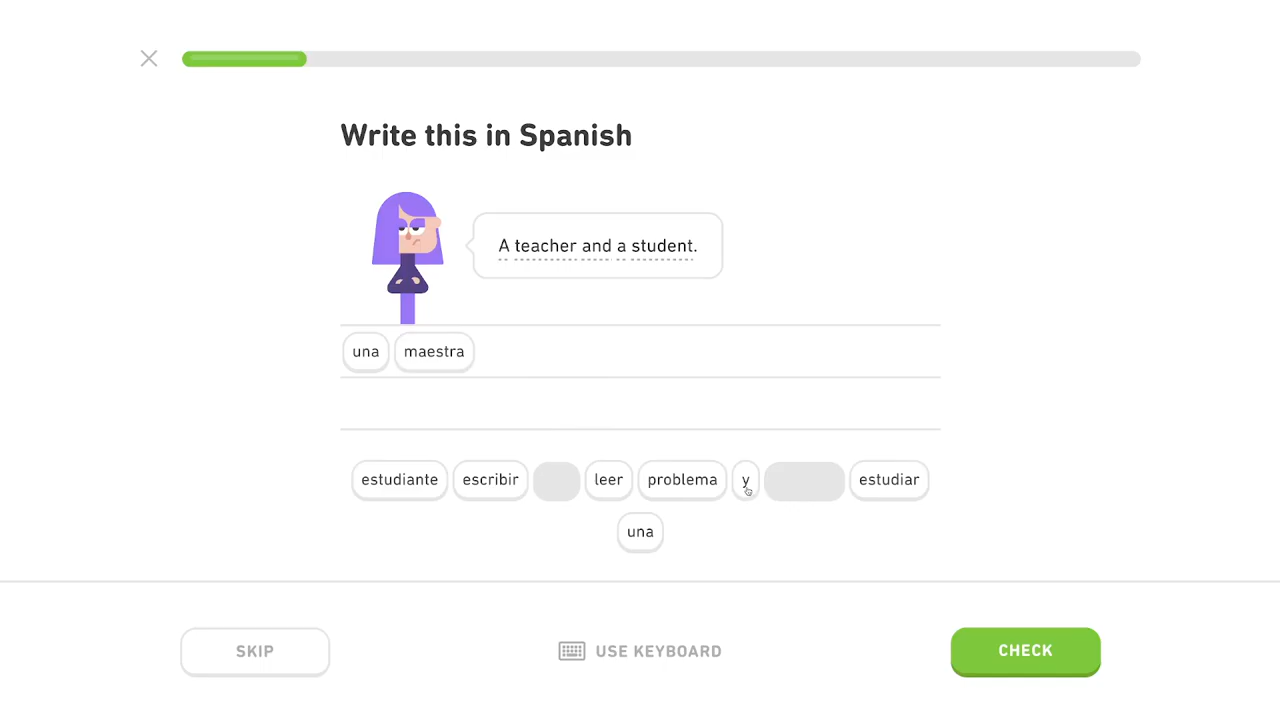 Write this in Spanish
A teacher and a student.
una maestra
estudiante escribir leer problema y estudiar
una
SKIP USE KEYBOARD CHECK